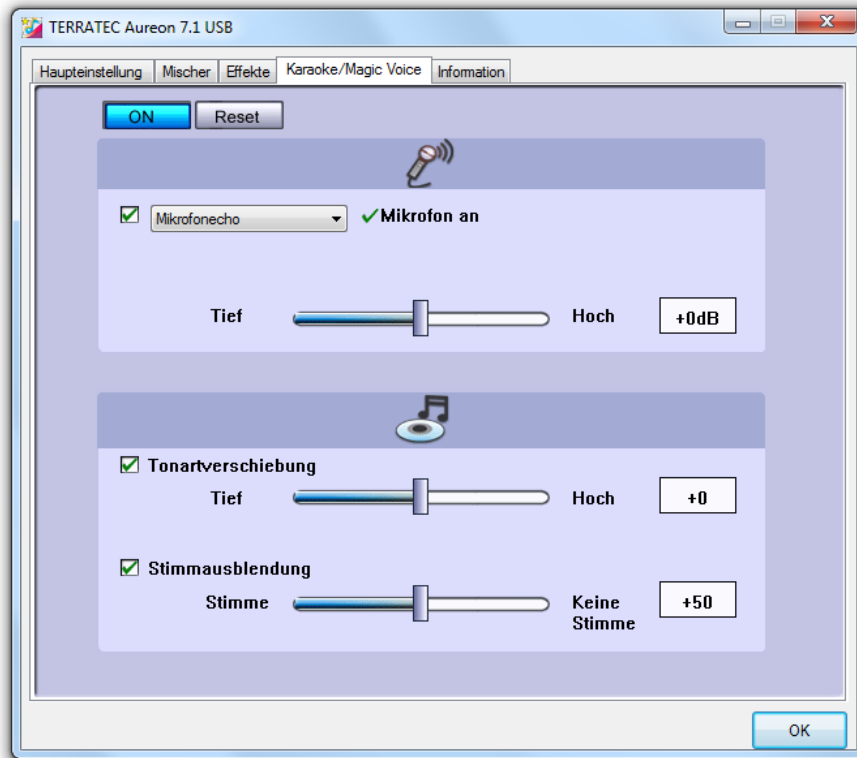 TERRATEC Aureon 7.1 USB
Haupteinstellung Mischer Effekte Karaoke/Magic Voice Information
ON Reset
Mikrofonecho Mikrofon an
Tief Hoch +0dB
Tonartverschiebung
Tief Hoch +0
Stimmausblendung
Stimme Keine Stimme +50
OK